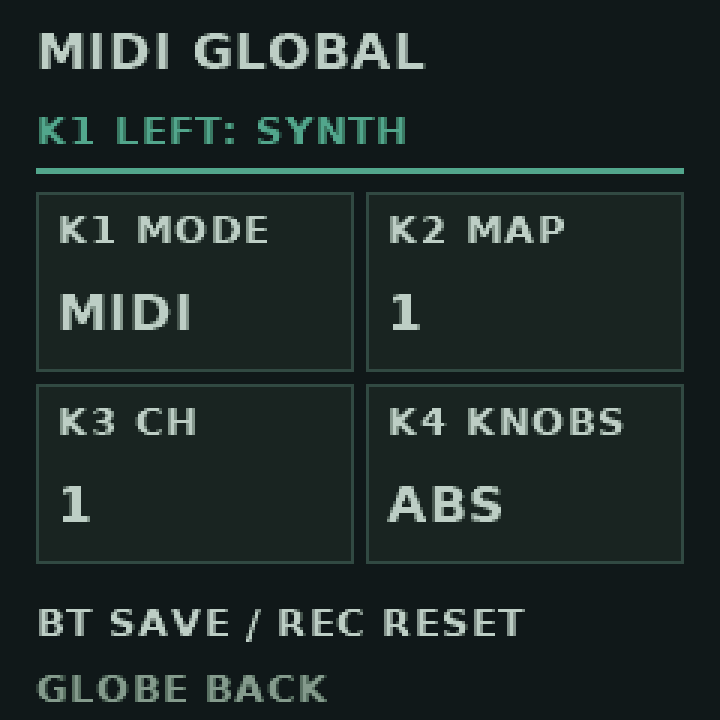 MIDI GLOBAL
K1 LEFT: SYNTH
K1 MODE
MIDI
K2 MAP
1
K3 CH
1
K4 KNOBS
ABS
BT SAVE / REC RESET
GLOBE BACK